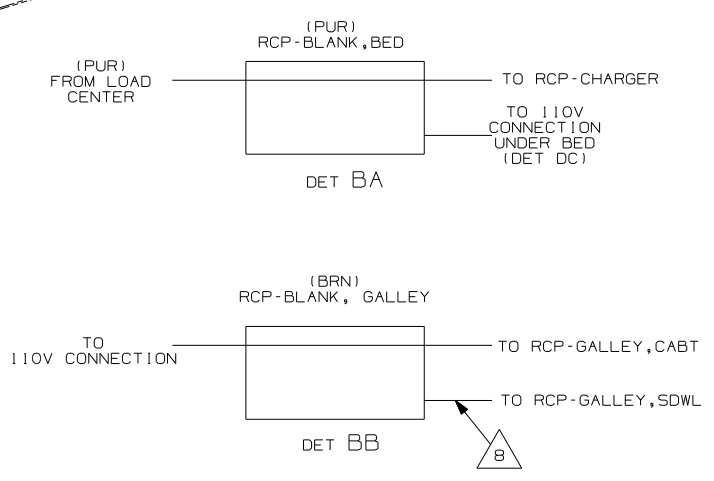 (PUR)
RCP-BLANK,BED
(PUR)
FROM LOAD
CENTER
TO RCP-CHARGER
TO 110V
CONNECTION
UNDER BED
(DET DC)
DET BA
(BRN)
RCP-BLANK, GALLEY
TO
110V CONNECTION
TO RCP-GALLEY,CABT
TO RCP-GALLEY,SDWL
DET BB
8